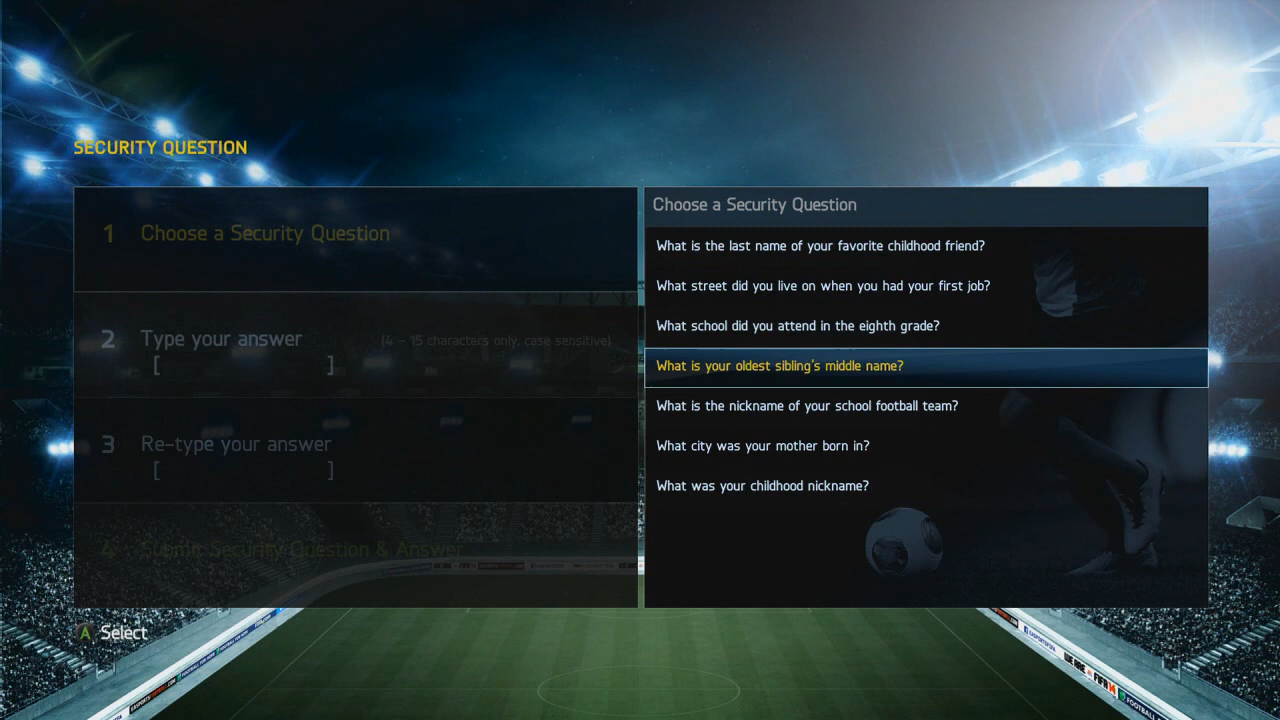 SECURITY QUESTION
1 Choose a Security Question
2 Type your answer (4 - 15 characters only, case sensitive)
[ ]
3 Re-type your answer
[ ]
4 Submit Security Question & Answer
Choose a Security Question
What is the last name of your favorite childhood friend?
What street did you live on when you had your first job?
What school did you attend in the eighth grade?
What is your oldest sibling's middle name?
What is the nickname of your school football team?
What city was your mother born in?
What was your childhood nickname?
A Select
WE ARE FIFA 14